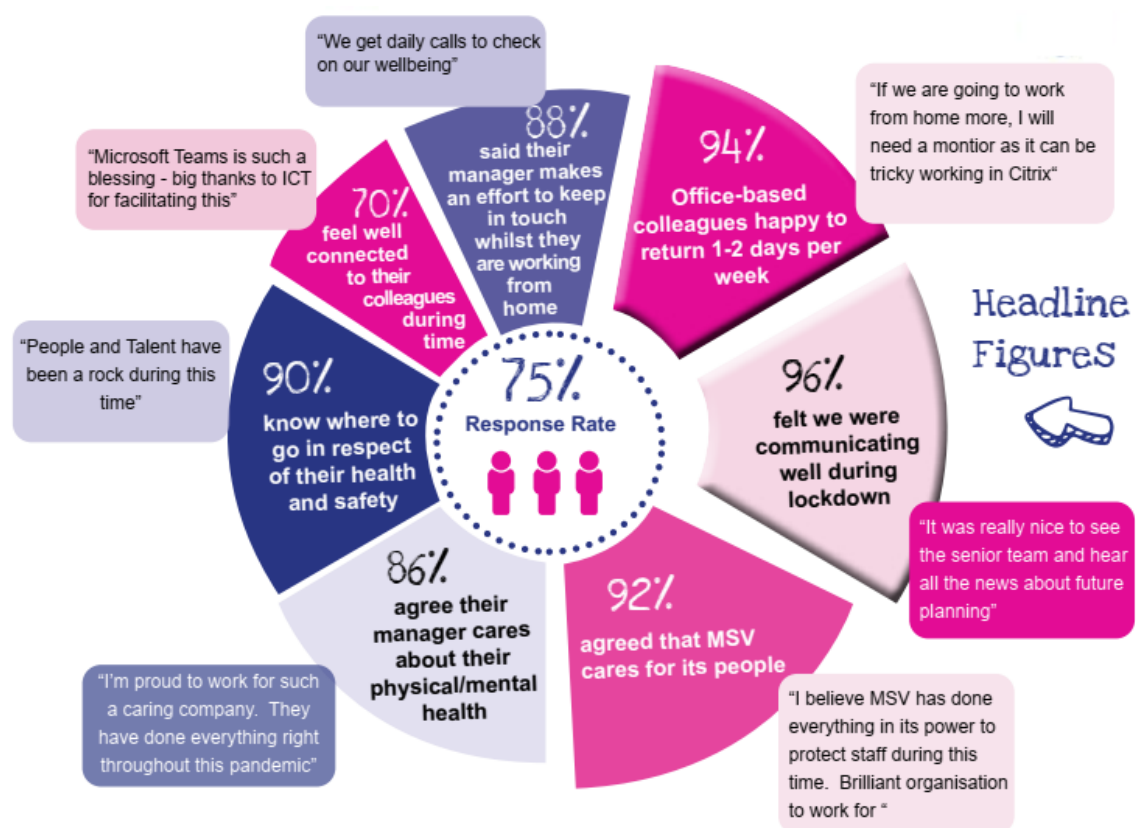 “We get daily calls to check
on our wellbeing”
“Microsoft Teams is such a
blessing - big thanks to ICT
for facilitating this”
“People and Talent have
been a rock during this
time”
“I’m proud to work for such
a caring company. They
have done everything right
throughout this pandemic”
88%
said their
manager makes
an effort to keep
in touch
whilst they
are working
from
home
94%
Office-based
colleagues happy to
return 1-2 days per
week
“If we are going to work
from home more, I will
need a montior as it can be
tricky working in Citrix“
Headline
Figures
96%
felt we were
communicating
well during
lockdown
“It was really nice to see
the senior team and hear
all the news about future
planning”
92%
agreed that MSV
cares for its people
“I believe MSV has done
everything in its power to
protect staff during this
time. Brilliant organisation
to work for “
86%
agree their
manager cares
about their
physical/mental
health
90%
know where to
go in respect
of their health
and safety
70%
feel well
connected
to their
colleagues
during
time
75%
Response Rate